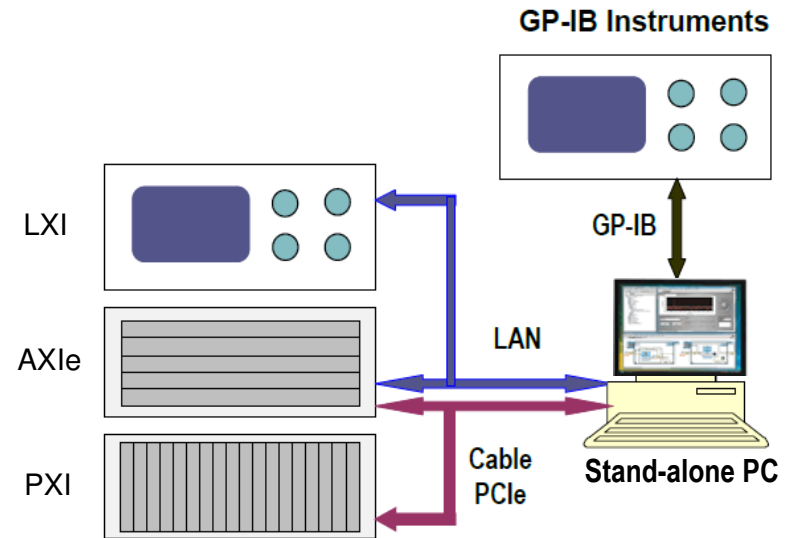 GP-IB Instruments
LXI
GP-IB
LAN
AXIe
Cable
PCIe
Stand-alone PC
PXI